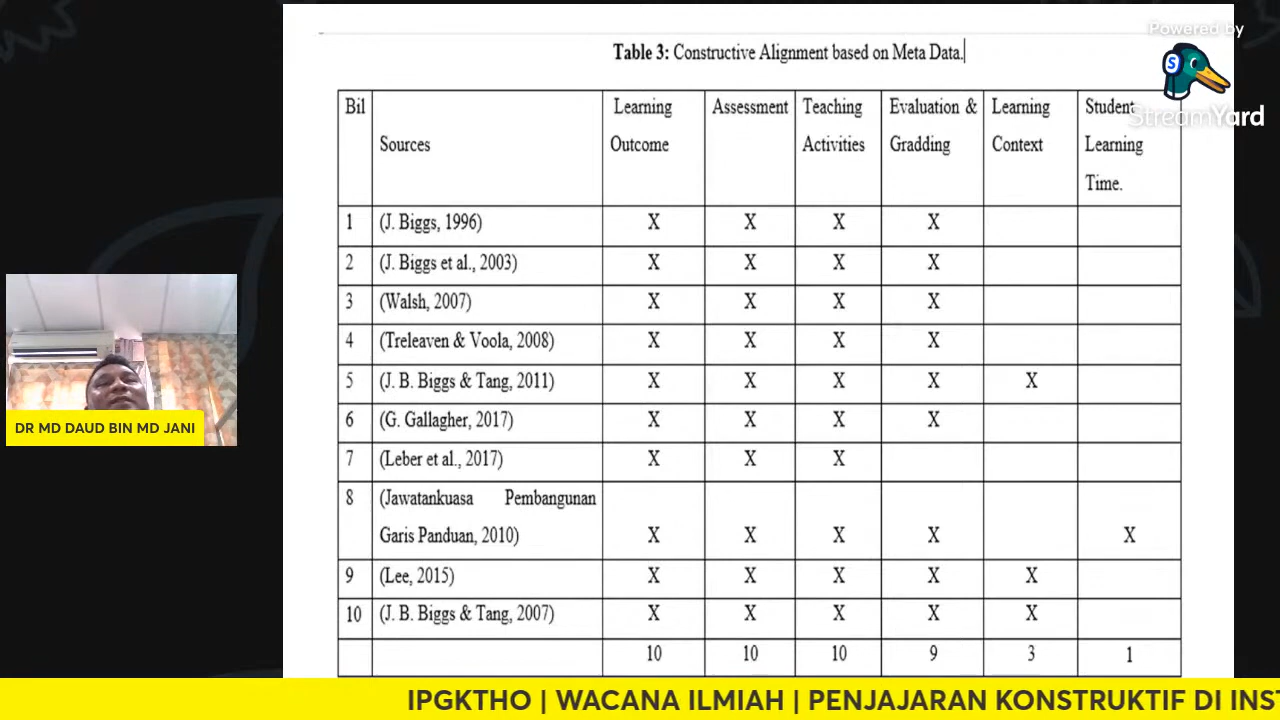 Powered by
StreamYard
Table 3: Constructive Alignment based on Meta Data.
Bil Sources Learning Outcome Assessment Teaching Activities Evaluation & Gradding Learning Context Student Learning Time.
1 (J. Biggs, 1996) X X X X
2 (J. Biggs et al., 2003) X X X X
3 (Walsh, 2007) X X X X
4 (Treleaven & Voola, 2008) X X X X
5 (J. B. Biggs & Tang, 2011) X X X X X
6 (G. Gallagher, 2017) X X X X
7 (Leber et al., 2017) X X X
8 (Jawatankuasa Pembangunan
Garis Panduan, 2010) X X X X X
9 (Lee, 2015) X X X X X
10 (J. B. Biggs & Tang, 2007) X X X X X
10 10 10 9 3 1
DR MD DAUD BIN MD JANI
IPGKTHO | WACANA ILMIAH | PENJAJARAN KONSTRUKTIF DI INS